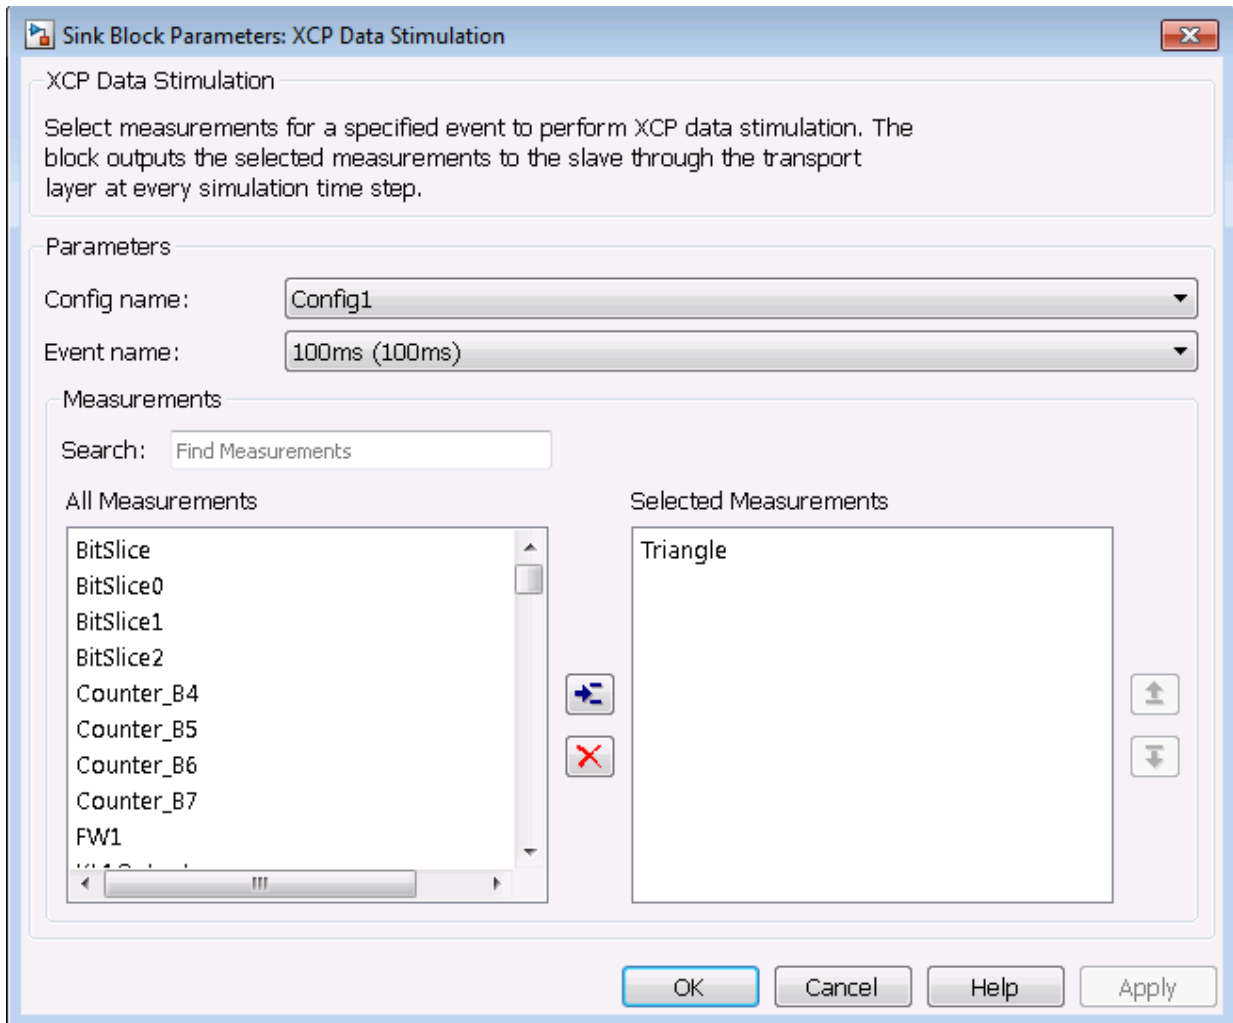 Sink Block Parameters: XCP Data Stimulation
XCP Data Stimulation
Select measurements for a specified event to perform XCP data stimulation. The
block outputs the selected measurements to the slave through the transport
layer at every simulation time step.
Parameters
Config name: Config1
Event name: 100ms (100ms)
Measurements
Search: Find Measurements
All Measurements
BitSlice
BitSlice0
BitSlice1
BitSlice2
Counter_B4
Counter_B5
Counter_B6
Counter_B7
FW1
Selected Measurements
Triangle
OK Cancel Help Apply